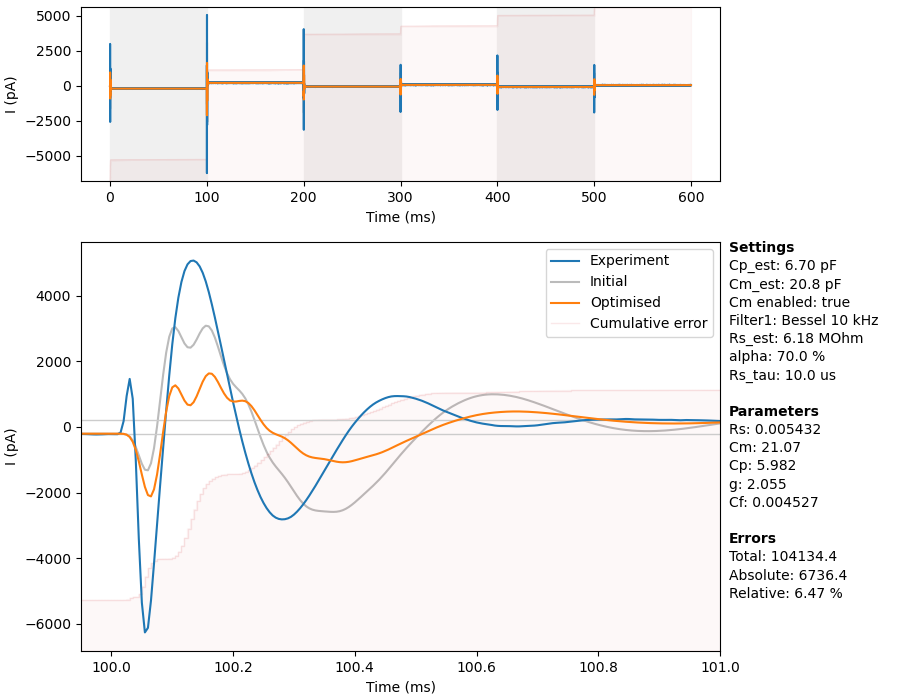 5000
2500
0
−2500
−5000
I (pA)
0 100 200 300 400 500 600
Time (ms)
4000
2000
0
−2000
−4000
−6000
I (pA)
100.0 100.2 100.4 100.6 100.8 101.0
Time (ms)
Experiment
Initial
Optimised
Cumulative error
Settings
Cp_est: 6.70 pF
Cm_est: 20.8 pF
Cm enabled: true
Filter1: Bessel 10 kHz
Rs_est: 6.18 MOhm
alpha: 70.0 %
Rs_tau: 10.0 us
Parameters
Rs: 0.005432
Cm: 21.07
Cp: 5.982
g: 2.055
Cf: 0.004527
Errors
Total: 104134.4
Absolute: 6736.4
Relative: 6.47 %